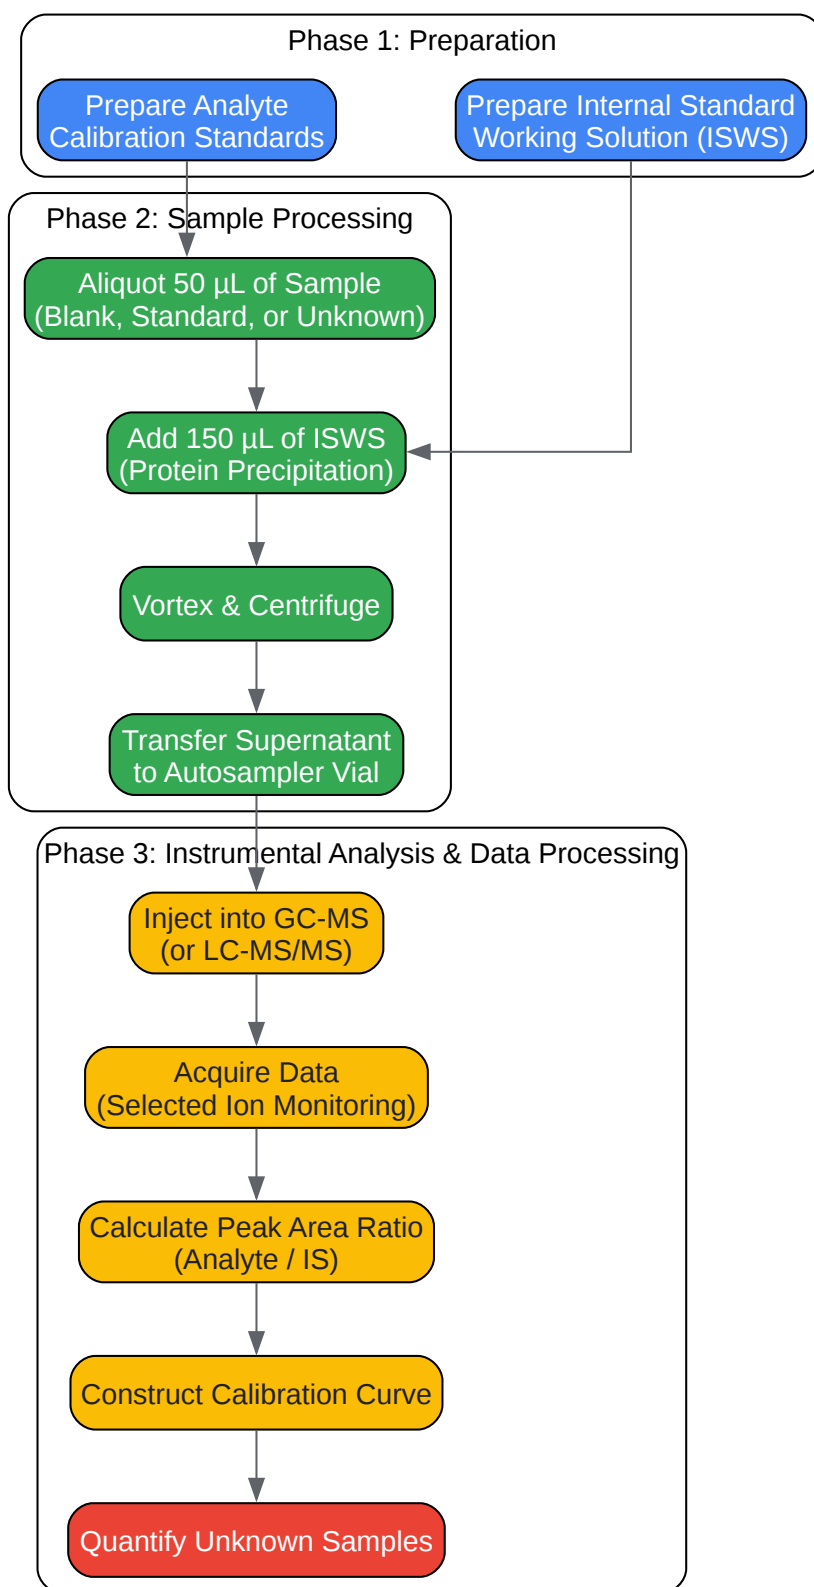 Phase 1: Preparation
Prepare Analyte
Calibration Standards
Prepare Internal Standard
Working Solution (ISWS)
Phase 2: Sample Processing
Aliquot 50 µL of Sample
(Blank, Standard, or Unknown)
Add 150 µL of ISWS
(Protein Precipitation)
Vortex & Centrifuge
Transfer Supernatant
to Autosampler Vial
Phase 3: Instrumental Analysis & Data Processing
Inject into GC-MS
(or LC-MS/MS)
Acquire Data
(Selected Ion Monitoring)
Calculate Peak Area Ratio
(Analyte / IS)
Construct Calibration Curve
Quantify Unknown Samples